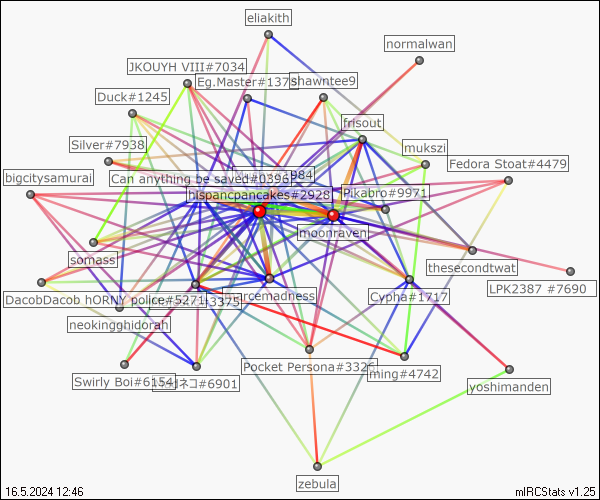 eliakith
normalwan
JKOUYH VIII#7034
Eg.Master#1375
shawntee9
Duck#1245
frisout
Silver#7938
mukszi
Fedora Stoat#4479
bigcitysamurai
Can anything be saved#0396
984
Pikabro#9971
hispancpancakes#2928
moonraven
somass
thesecondtwat
LPK2387 #7690
DacobDacob hORNY police#5271
3375
rcemadness
Cypha#1717
neokingghidorah
Pocket Persona#3326
ming#4742
Swirly Boi#6154
ネコ#6901
yoshimanden
zebula
16.5.2024 12:46
mIRCStats v1.25